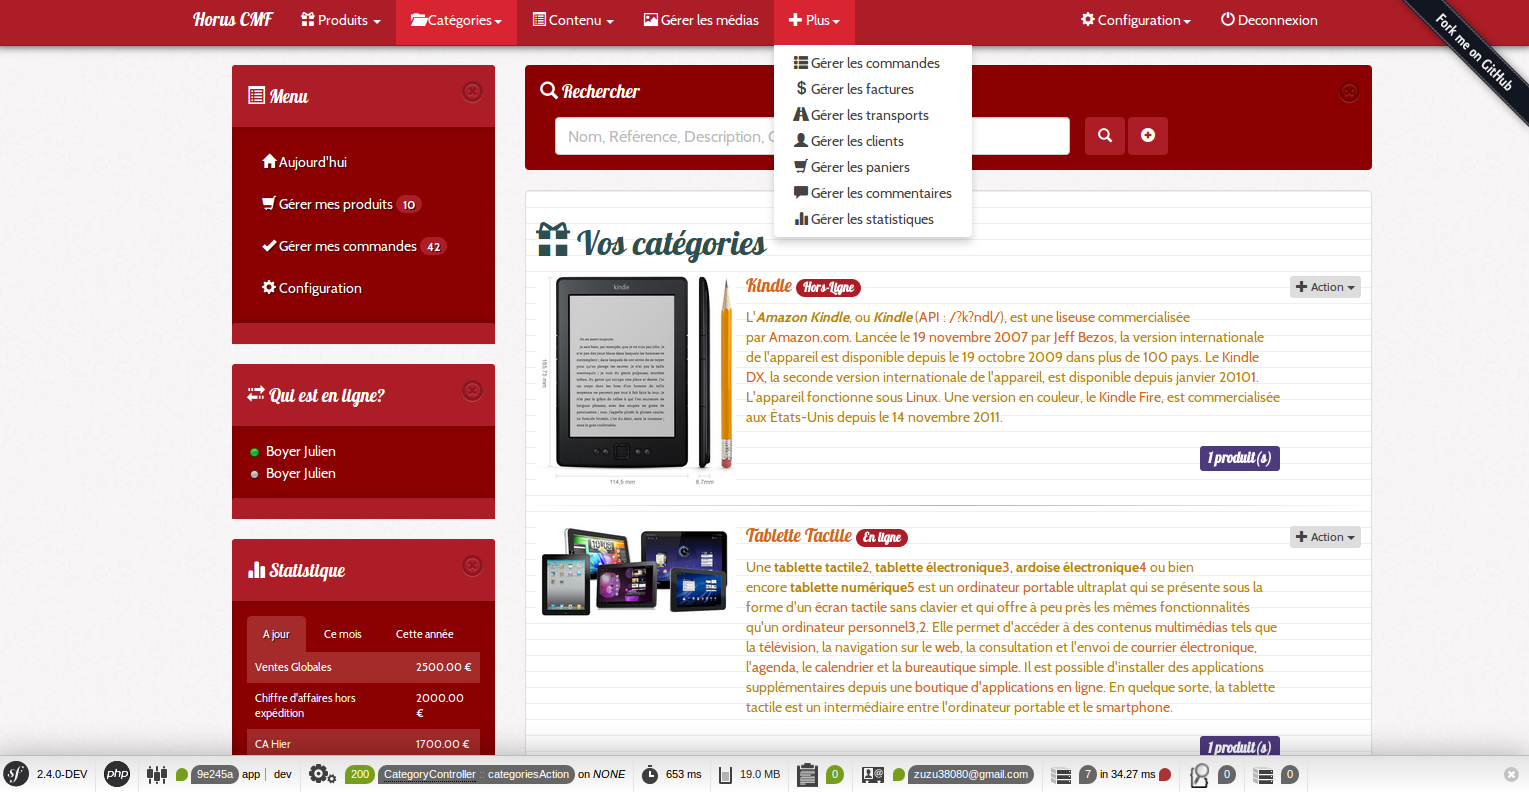 Horus CMF
Produits
Catégories
Contenu
Gérer les médias
Plus
Configuration
Deconnexion
Fork me on GitHub
Gérer les commandes
Gérer les factures
Gérer les transports
Gérer les clients
Gérer les paniers
Gérer les commentaires
Gérer les statistiques
Menu
Aujourd'hui
Gérer mes produits 10
Gérer mes commandes 42
Configuration
Qui est en ligne?
Boyer Julien
Boyer Julien
Statistique
A jour
Ce mois
Cette année
Ventes Globales 2500.00 €
Chiffre d'affaires hors expédition 2000.00 €
CA Hier 1700.00 €
Rechercher
Nom, Référence, Description,
Vos catégories
kindle
165,75 mm
114,5 mm
8,7mm
Kindle Hors-Ligne
Action
L'Amazon Kindle, ou Kindle (API : /?k?ndl/), est une liseuse commercialisée
par Amazon.com. Lancée le 19 novembre 2007 par Jeff Bezos, la version internationale
de l'appareil est disponible depuis le 19 octobre 2009 dans plus de 100 pays. Le Kindle
DX, la seconde version internationale de l'appareil, est disponible depuis janvier 20101.
L'appareil fonctionne sous Linux. Une version en couleur, le Kindle Fire, est commercialisée
aux États-Unis depuis le 14 novembre 2011.
1 produit(s)
Tablette Tactile En ligne
Action
Une tablette tactile2, tablette électronique3, ardoise électronique4 ou bien
encore tablette numérique5 est un ordinateur portable ultraplat qui se présente sous la
forme d'un écran tactile sans clavier et qui offre à peu près les mêmes fonctionnalités
qu'un ordinateur personnel3,2. Elle permet d'accéder à des contenus multimédias tels que
la télévision, la navigation sur le web, la consultation et l'envoi de courrier électronique,
l'agenda, le calendrier et la bureautique simple. Il est possible d'installer des applications
supplémentaires depuis une boutique d'applications en ligne. En quelque sorte, la tablette
tactile est un intermédiaire entre l'ordinateur portable et le smartphone.
1 produit(s)
sf 2.4.0-DEV php 9e245a app | dev 200 CategoryController :: categoriesAction on NONE 653 ms 19.0 MB 0 zuzu38080@gmail.com 7 in 34.27 ms 0 0